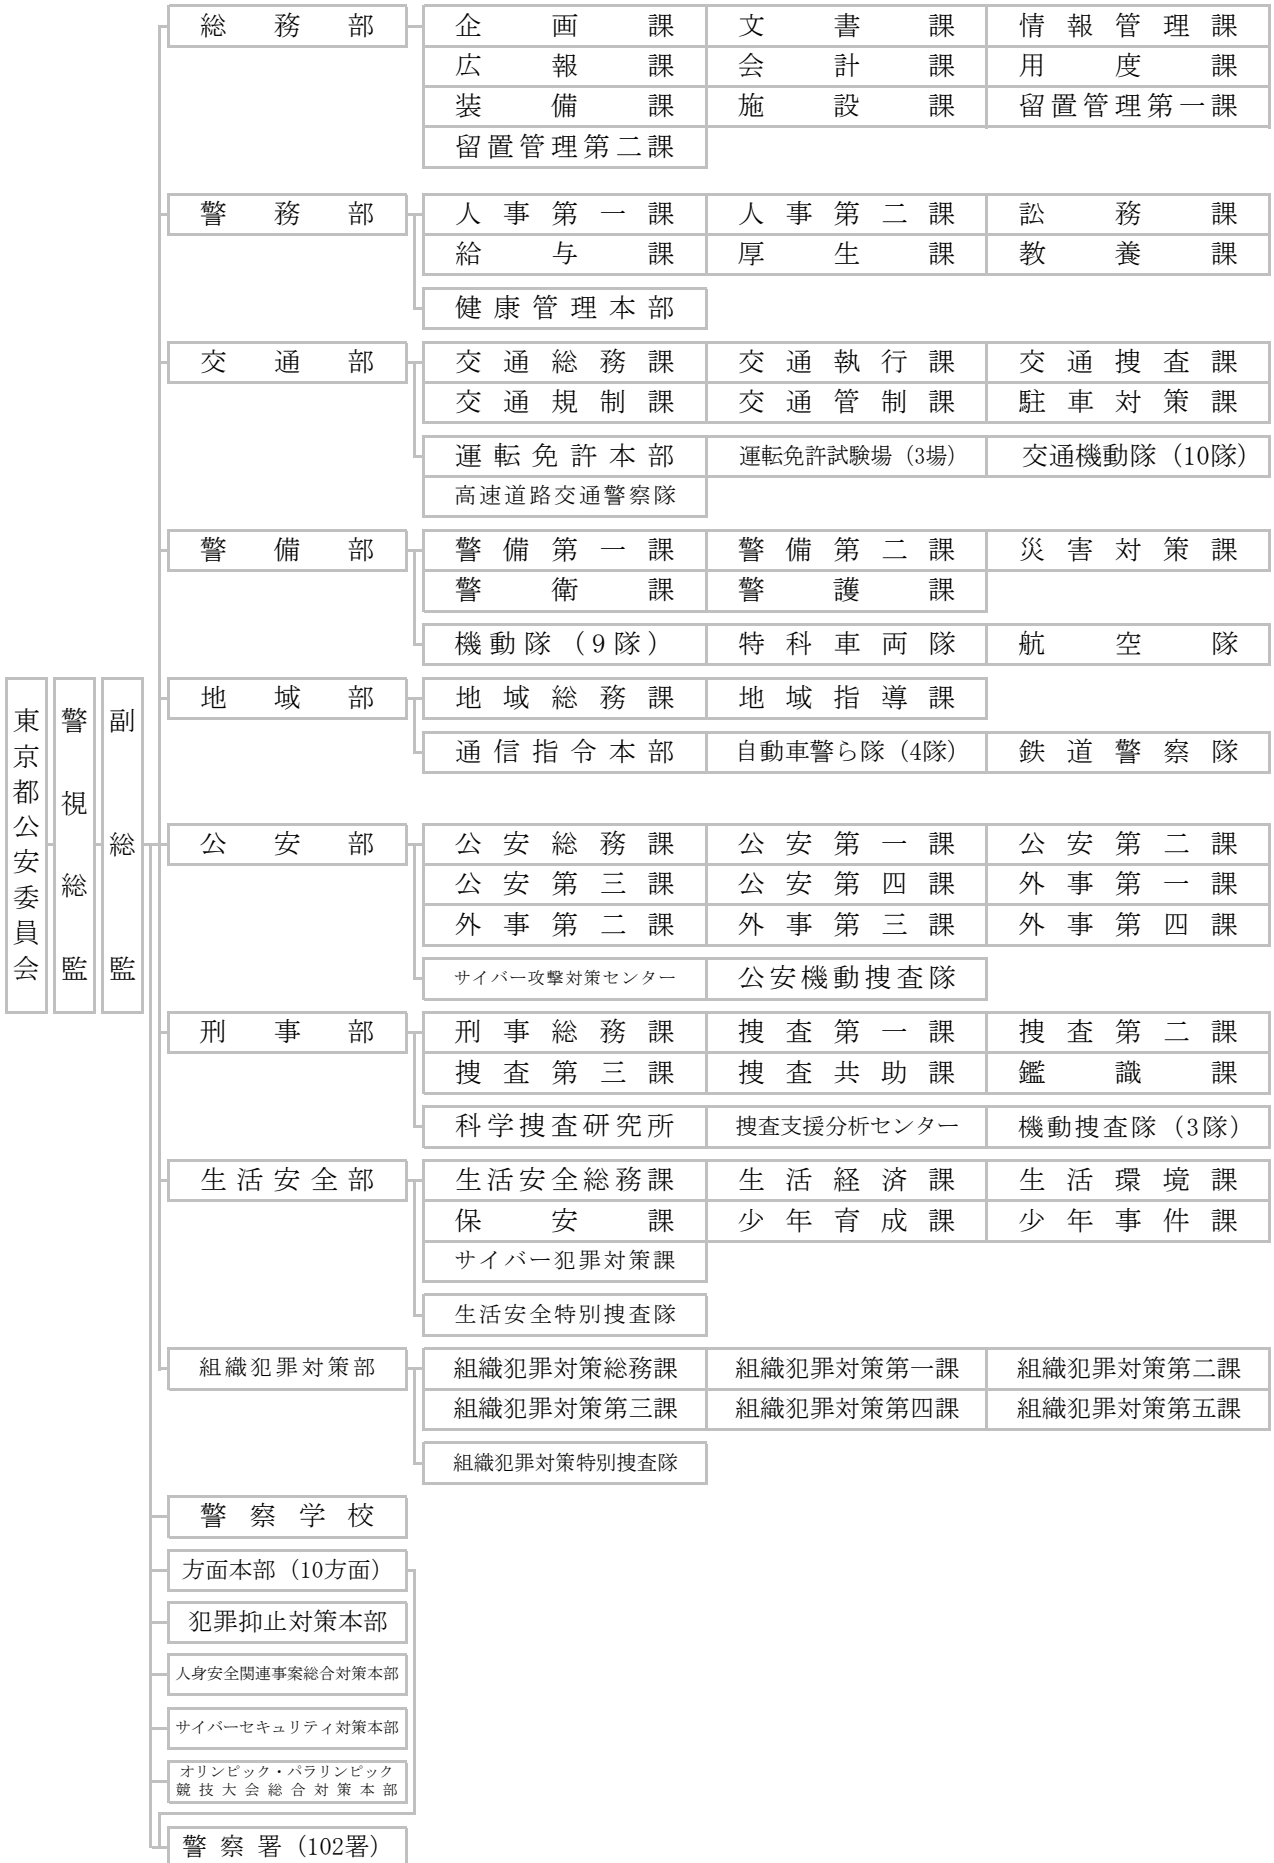 東京都公安委員会
警視総監
副総監
総務部
企画課 文書課 情報管理課
広報課 会計課 用度課
装備課 施設課 留置管理第一課
留置管理第二課
警務部
人事第一課 人事第二課 訟務課
給与課 厚生課 教養課
健康管理本部
交通部
交通総務課 交通執行課 交通捜査課
交通規制課 交通管制課 駐車対策課
運転免許本部 運転免許試験場(3場) 交通機動隊(10隊)
高速道路交通警察隊
警備部
警備第一課 警備第二課 災害対策課
警衛課 警護課
機動隊(9隊) 特科車両隊 航空隊
地域部
地域総務課 地域指導課
通信指令本部 自動車警ら隊(4隊) 鉄道警察隊
公安部
公安総務課 公安第一課 公安第二課
公安第三課 公安第四課 外事第一課
外事第二課 外事第三課 外事第四課
サイバー攻撃対策センター 公安機動捜査隊
刑事部
刑事総務課 捜査第一課 捜査第二課
捜査第三課 捜査共助課 鑑識課
科学捜査研究所 捜査支援分析センター 機動捜査隊(3隊)
生活安全部
生活安全総務課 生活経済課 生活環境課
保安課 少年育成課 少年事件課
サイバー犯罪対策課
生活安全特別捜査隊
組織犯罪対策部
組織犯罪対策総務課 組織犯罪対策第一課 組織犯罪対策第二課
組織犯罪対策第三課 組織犯罪対策第四課 組織犯罪対策第五課
組織犯罪対策特別捜査隊
警察学校
方面本部(10方面)
犯罪抑止対策本部
人身安全関連事案総合対策本部
サイバーセキュリティ対策本部
オリンピック・パラリンピック
競技大会総合対策本部
警察署(102署)